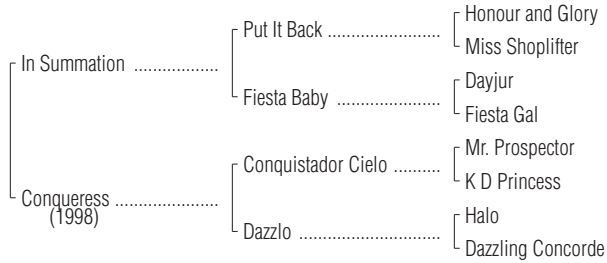 Honour and Glory
Put It Back ....................
Miss Shoplifter
In Summation ...............
Dayjur
Fiesta Baby ..................
Fiesta Gal
Mr. Prospector
Conquistador Cielo .........
K D Princess
Conqueress ..................
(1998)
Halo
Dazzlo .........................
Dazzling Concorde